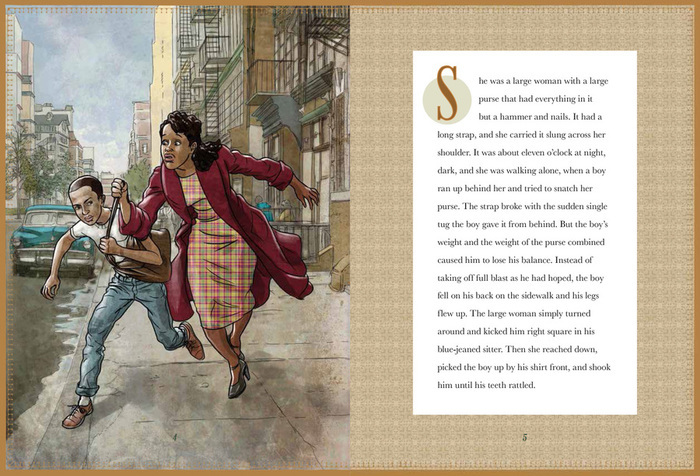 She was a large woman with a large
purse that had everything in it
but a hammer and nails. It had a
long strap, and she carried it slung across her
shoulder. It was about eleven o'clock at night,
dark, and she was walking alone, when a boy
ran up behind her and tried to snatch her
purse. The strap broke with the sudden single
tug the boy gave it from behind. But the boy's
weight and the weight of the purse combined
caused him to lose his balance. Instead of
taking off full blast as he had hoped, the boy
fell on his back on the sidewalk and his legs
flew up. The large woman simply turned
around and kicked him right square in his
blue-jeaned sitter. Then she reached down,
picked the boy up by his shirt front, and shook
him until his teeth rattled.
5